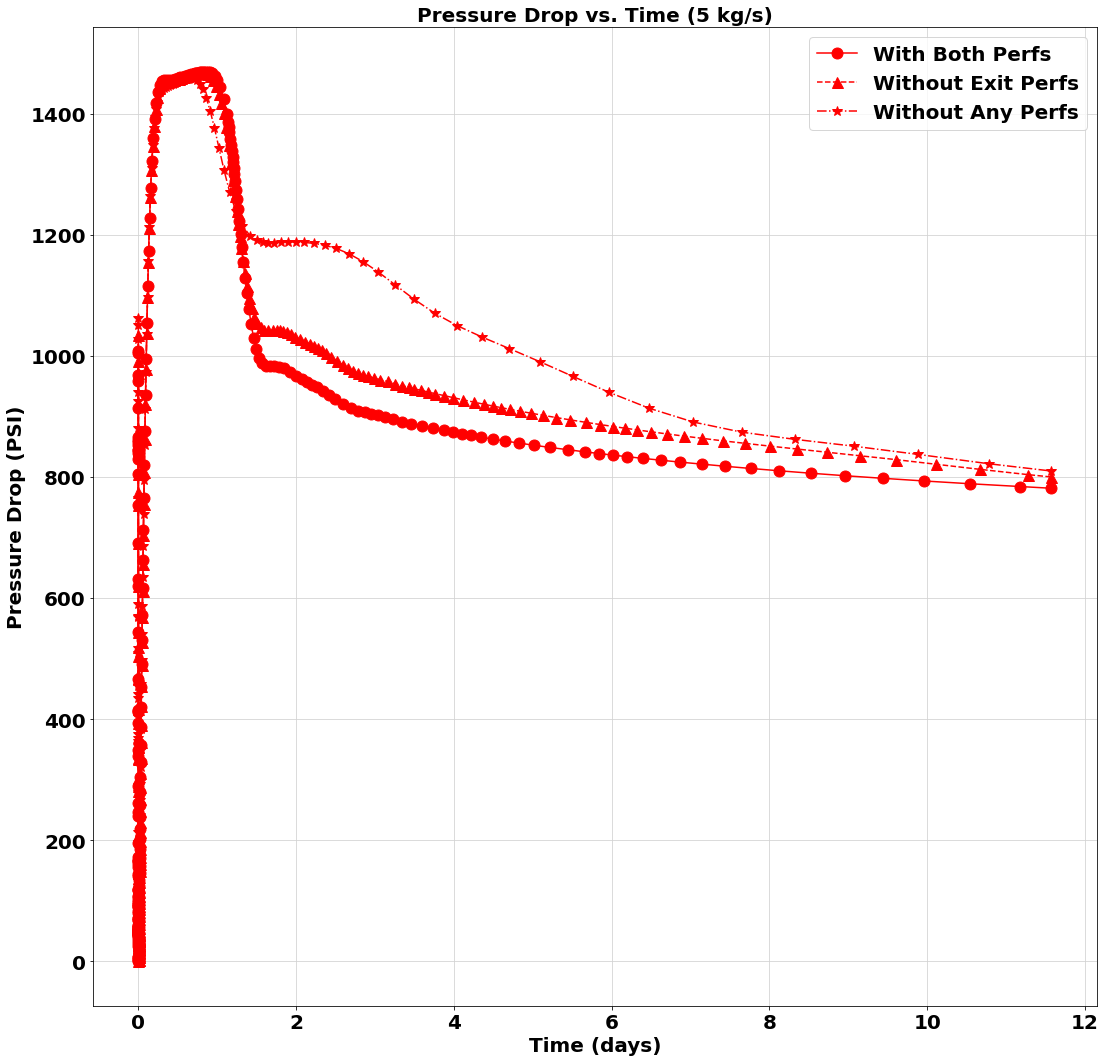 Pressure Drop vs. Time (5 kg/s)
With Both Perfs
Without Exit Perfs
Without Any Perfs
Pressure Drop (PSI)
1400
1200
1000
800
600
400
200
0
0 2 4 6 8 10 12
Time (days)